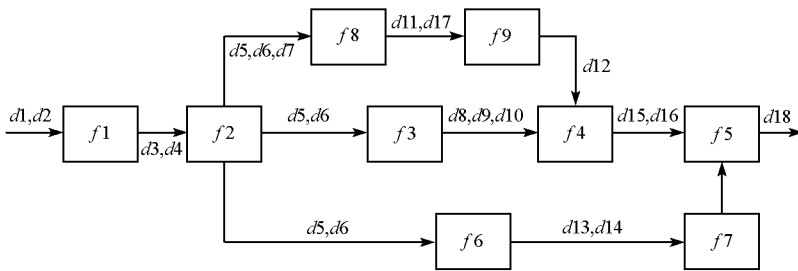 f8
d11,d17
f9
d5,d6,d7
d12
d1,d2
f1
d3,d4
f2
d5,d6
f3
d8,d9,d10
f4
d15,d16
f5
d18
d5,d6
f6
d13,d14
f7